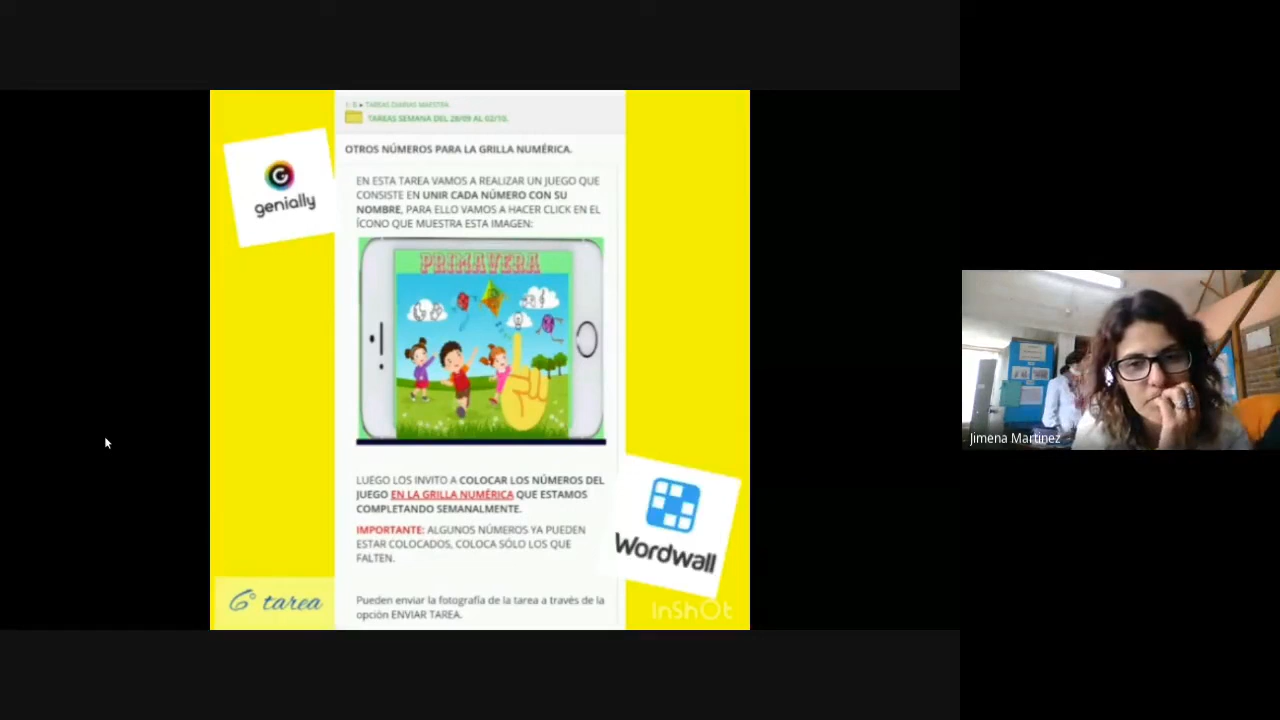 1° B ▸ TAREAS DIARIAS MAESTRA.
TAREAS SEMANA DEL 28/09 AL 02/10.
OTROS NÚMEROS PARA LA GRILLA NUMÉRICA.
EN ESTA TAREA VAMOS A REALIZAR UN JUEGO QUE
CONSISTE EN UNIR CADA NÚMERO CON SU
NOMBRE, PARA ELLO VAMOS A HACER CLICK EN EL
ÍCONO QUE MUESTRA ESTA IMAGEN:
genially
PRIMAVERA
LUEGO LOS INVITO A COLOCAR LOS NÚMEROS DEL
JUEGO EN LA GRILLA NUMÉRICA QUE ESTAMOS
COMPLETANDO SEMANALMENTE.
IMPORTANTE: ALGUNOS NÚMEROS YA PUEDEN
ESTAR COLOCADOS, COLOCA SÓLO LOS QUE
FALTEN.
Wordwall
Pueden enviar la fotografía de la tarea a través de la
opción ENVIAR TAREA.
6° tarea
InShOt
Jimena Martinez